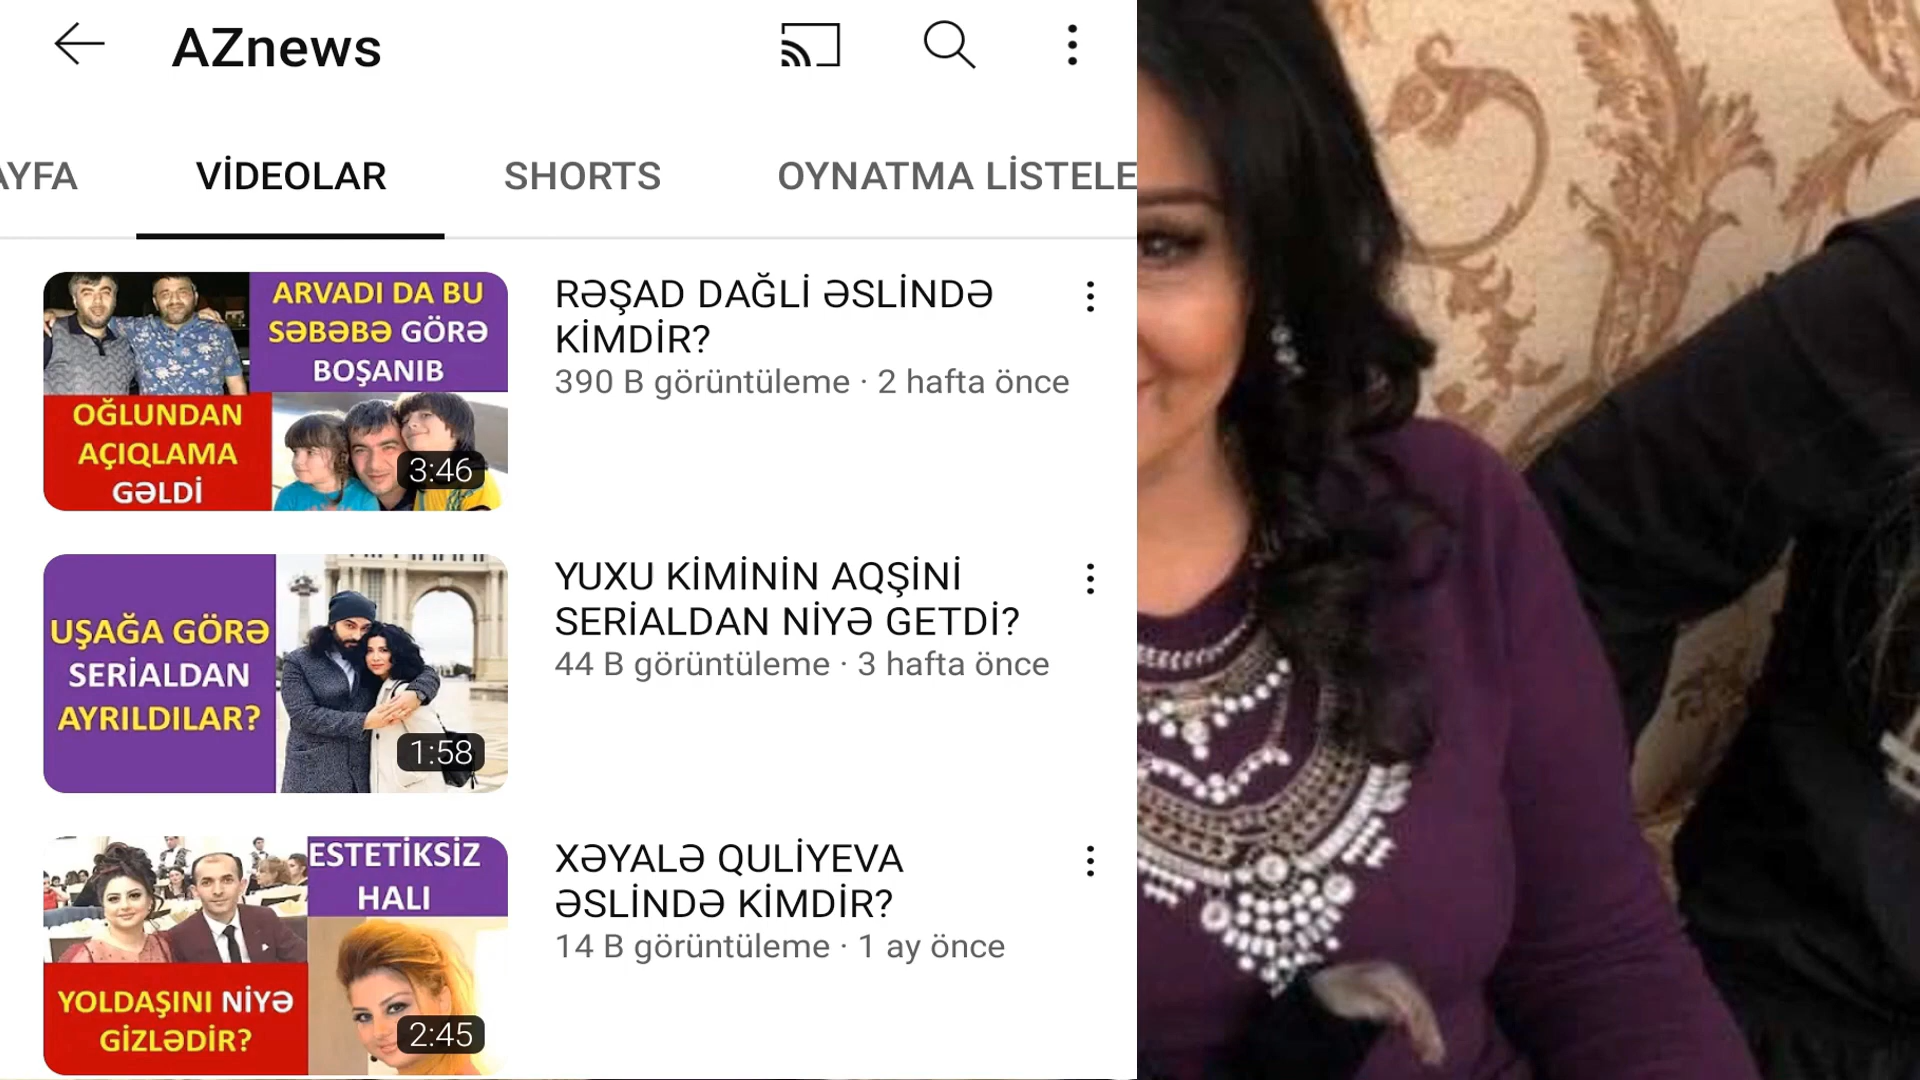 AZnews
AYFA VİDEOLAR SHORTS OYNATMA LİSTELE
ARVADI DA BU
SƏBƏBƏ GÖRƏ
BOŞANIB
OĞLUNDAN
AÇIQLAMA
GƏLDİ
3:46
RƏŞAD DAĞLİ ƏSLİNDƏ
KİMDİR?
390 B görüntüleme · 2 hafta önce
UŞAĞA GÖRƏ
SERİALDAN
AYRILDILAR?
1:58
YUXU KİMİNİN AQŞİNİ
SERİALDAN NİYƏ GETDİ?
44 B görüntüleme · 3 hafta önce
ESTETİKSİZ
HALI
YOLDAŞINI NİYƏ
GİZLƏDİR?
2:45
XƏYALƏ QULİYEVA
ƏSLİNDƏ KİMDİR?
14 B görüntüleme · 1 ay önce